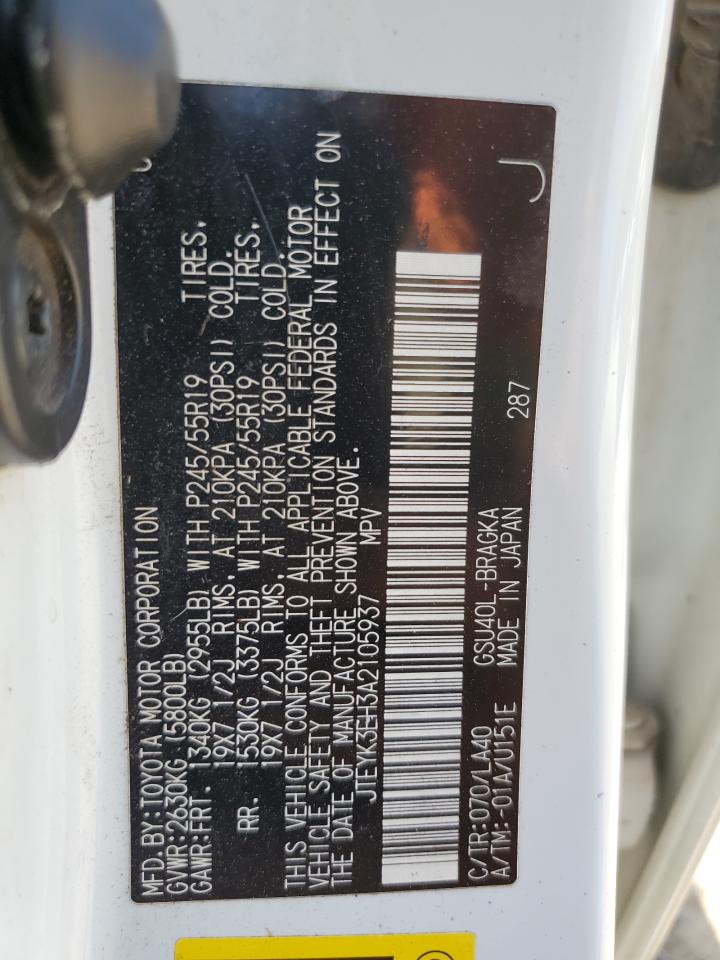 MFD.BY:TOYOTA MOTOR CORPORATION
GVWR:2630KG (5800LB)
GAWR:FRT. 1340KG (2955LB) WITH P245/55R19 TIRES,
19X7 1/2J RIMS, AT 210KPA (30PSI) COLD.
RR. 1530KG (3375LB) WITH P245/55R19 TIRES,
19X7 1/2J RIMS, AT 210KPA (30PSI) COLD.
THIS VEHICLE CONFORMS TO ALL APPLICABLE FEDERAL MOTOR
VEHICLE SAFETY AND THEFT PREVENTION STANDARDS IN EFFECT ON
THE DATE OF MANUFACTURE SHOWN ABOVE.
JTEYK3EH3A2105937 MPV
C/TR:070/LA40 GSU40L-BRAGKA
A/TM:-01A/U151E MADE IN JAPAN 287 J